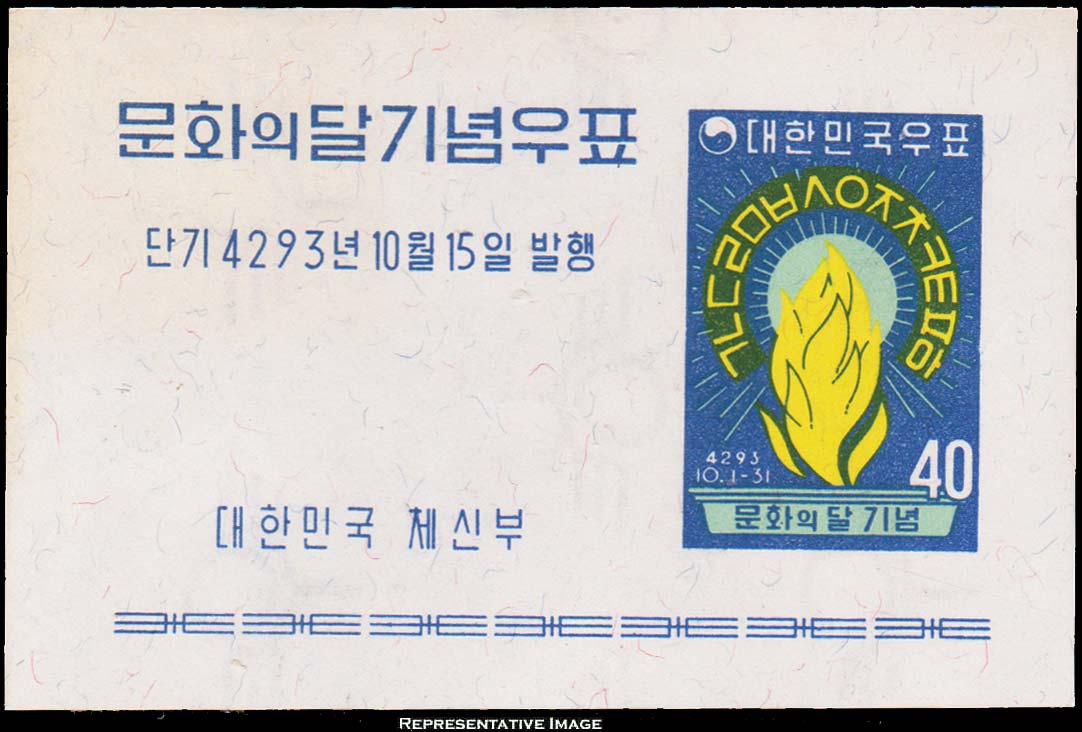 문화의달기념우표
단기 4293년 10월 15일 발행
대한민국 체신부
대한민국우표
ㄱㄴㄷㄹㅁㅂㅅㅇㅈㅊㅋㅌㅍㅎ
4293
10.1-31
40
문화의 달 기념
REPRESENTATIVE IMAGE